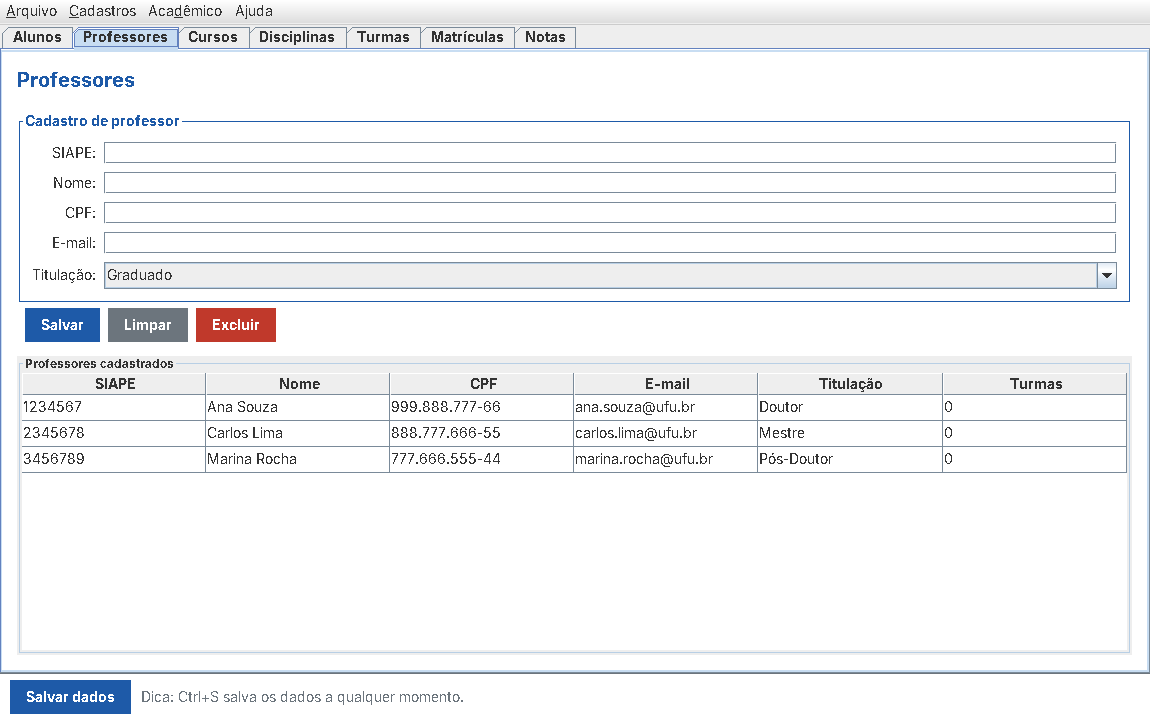 Arquivo Cadastros Acadêmico Ajuda
Alunos Professores Cursos Disciplinas Turmas Matrículas Notas
Professores
Cadastro de professor
SIAPE:
Nome:
CPF:
E-mail:
Titulação: Graduado
Salvar Limpar Excluir
Professores cadastrados
SIAPE Nome CPF E-mail Titulação Turmas
1234567 Ana Souza 999.888.777-66 ana.souza@ufu.br Doutor 0
2345678 Carlos Lima 888.777.666-55 carlos.lima@ufu.br Mestre 0
3456789 Marina Rocha 777.666.555-44 marina.rocha@ufu.br Pós-Doutor 0
Salvar dados Dica: Ctrl+S salva os dados a qualquer momento.